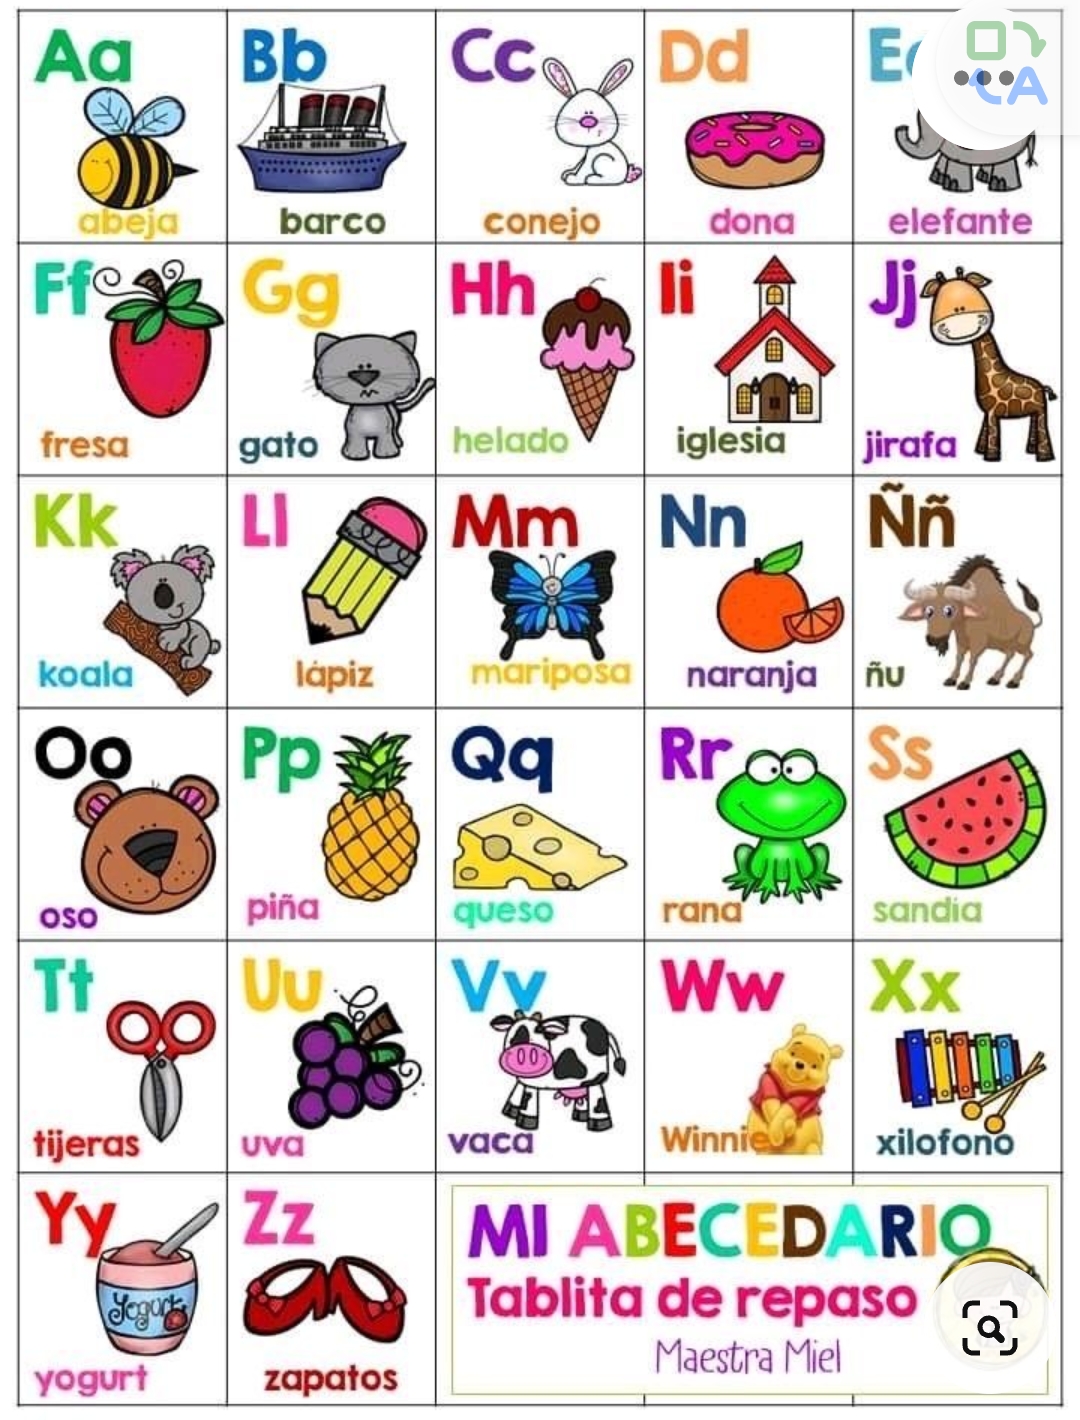 Aa
abeja
Bb
barco
Cc
conejo
Dd
dona
E
elefante
Ff
fresa
Gg
gato
Hh
helado
Ii
iglesia
Jj
jirafa
Kk
koala
Ll
lápiz
Mm
mariposa
Nn
naranja
Ññ
ñu
Oo
oso
Pp
piña
Qq
queso
Rr
rana
Ss
sandía
Tt
tijeras
Uu
uva
Vv
vaca
Ww
Winnie
Xx
xilofono
Yy
Yogurt
yogurt
Zz
zapatos
MI ABECEDARIO
Tablita de repaso
Maestra Miel